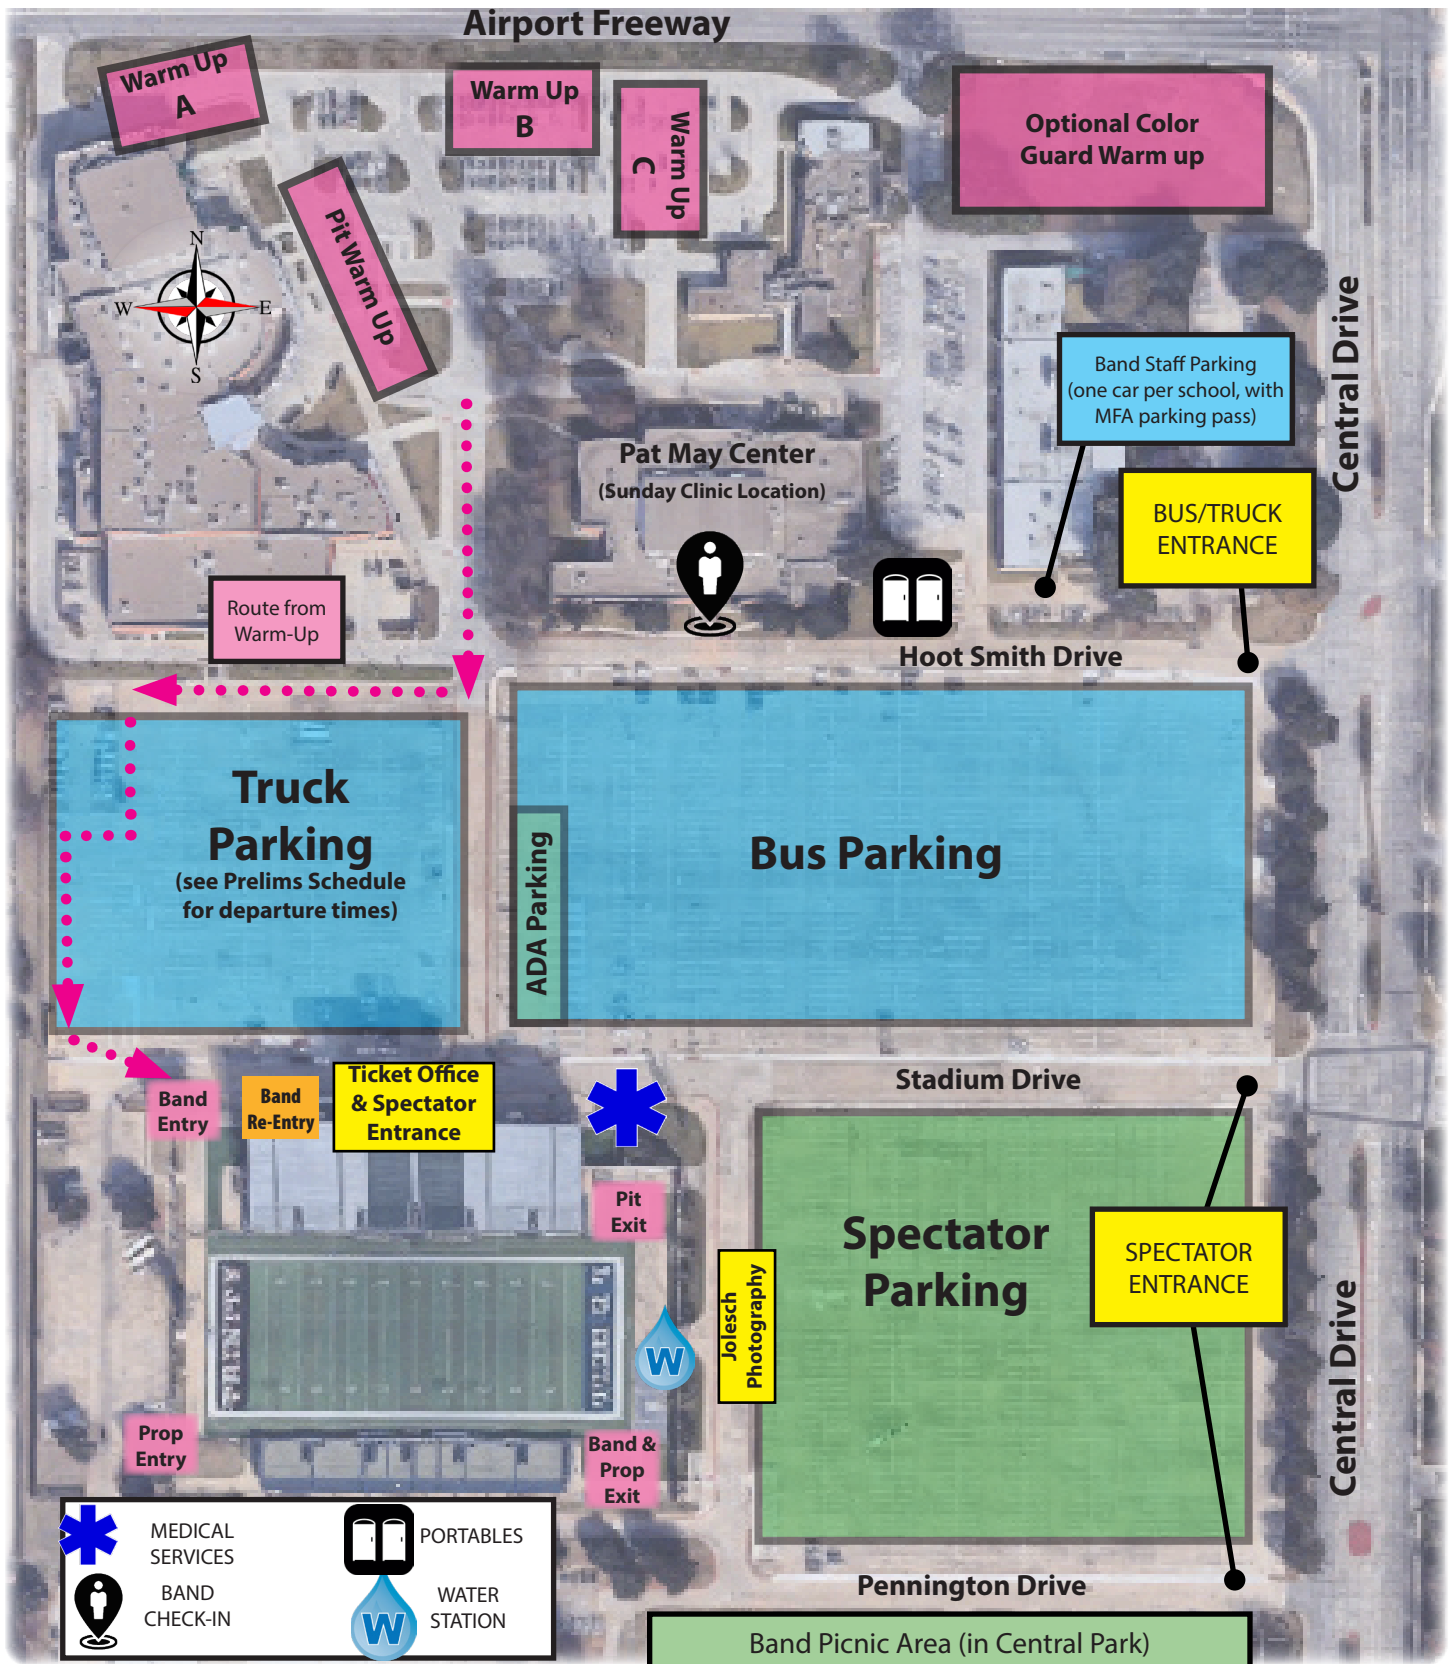 Airport Freeway
Warm Up
A
Warm Up
B
Warm Up
C
Optional Color
Guard Warm up
Pit Warm Up
N
W
E
S
Central Drive
Band Staff Parking
(one car per school, with
MFA parking pass)
Pat May Center
(Sunday Clinic Location)
BUS/TRUCK
ENTRANCE
Route from
Warm-Up
Hoot Smith Drive
Truck
Parking
(see Prelims Schedule
for departure times)
ADA Parking
Bus Parking
Band
Entry
Band
Re-Entry
Ticket Office
& Spectator
Entrance
Stadium Drive
Pit
Exit
Spectator
Parking
SPECTATOR
ENTRANCE
Jolesch
Photography
W
Central Drive
Prop
Entry
Band &
Prop
Exit
MEDICAL
SERVICES
PORTABLES
BAND
CHECK-IN
W
WATER
STATION
Pennington Drive
Band Picnic Area (in Central Park)